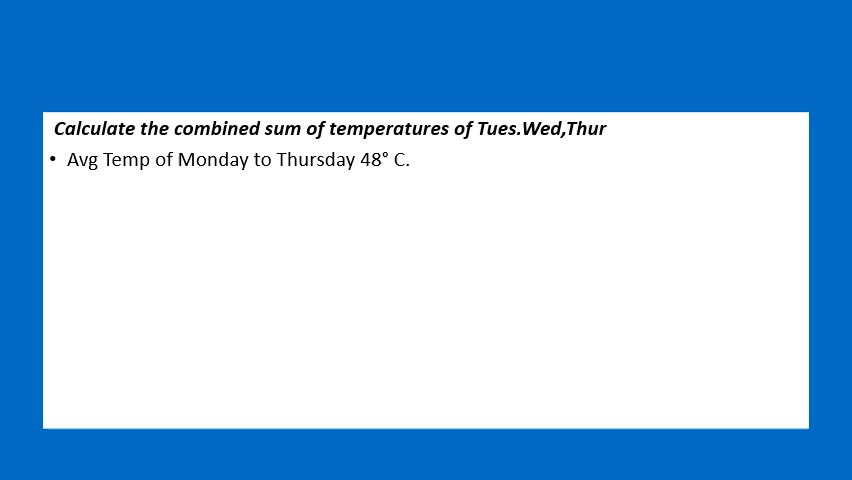 Calculate the combined sum of temperatures of Tues.Wed,Thur
• Avg Temp of Monday to Thursday 48° C.